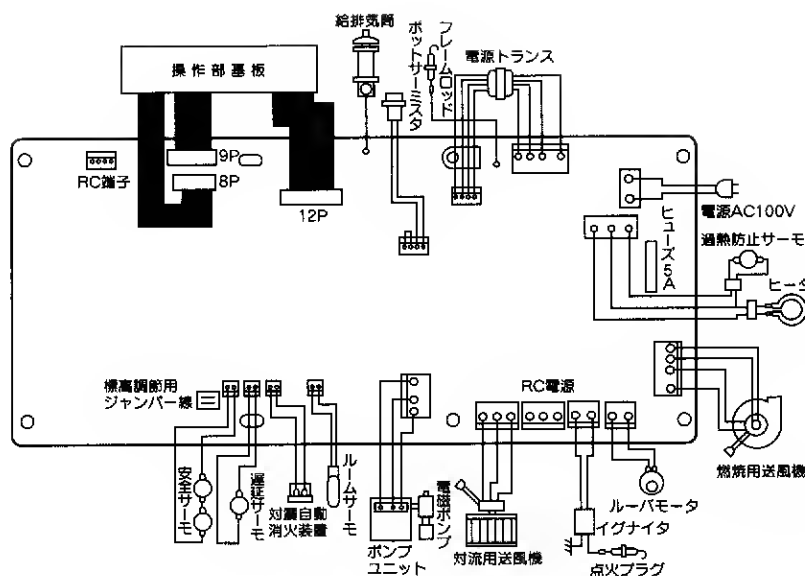 給排気筒
操作部基板
ポットサーミスタ
フレームロッド
電源トランス
RC端子
9P
8P
12P
電源AC100V
ヒューズ5A
過熱防止サーモ
ヒータ
標高調節用
ジャンパー線
RC電源
安全サーモ
遅延サーモ
対震自動
消火装置
ルームサーモ
ポンプ
ユニット
電磁ポンプ
対流用送風機
イグナイタ
点火プラグ
ルーバモータ
燃焼用送風機